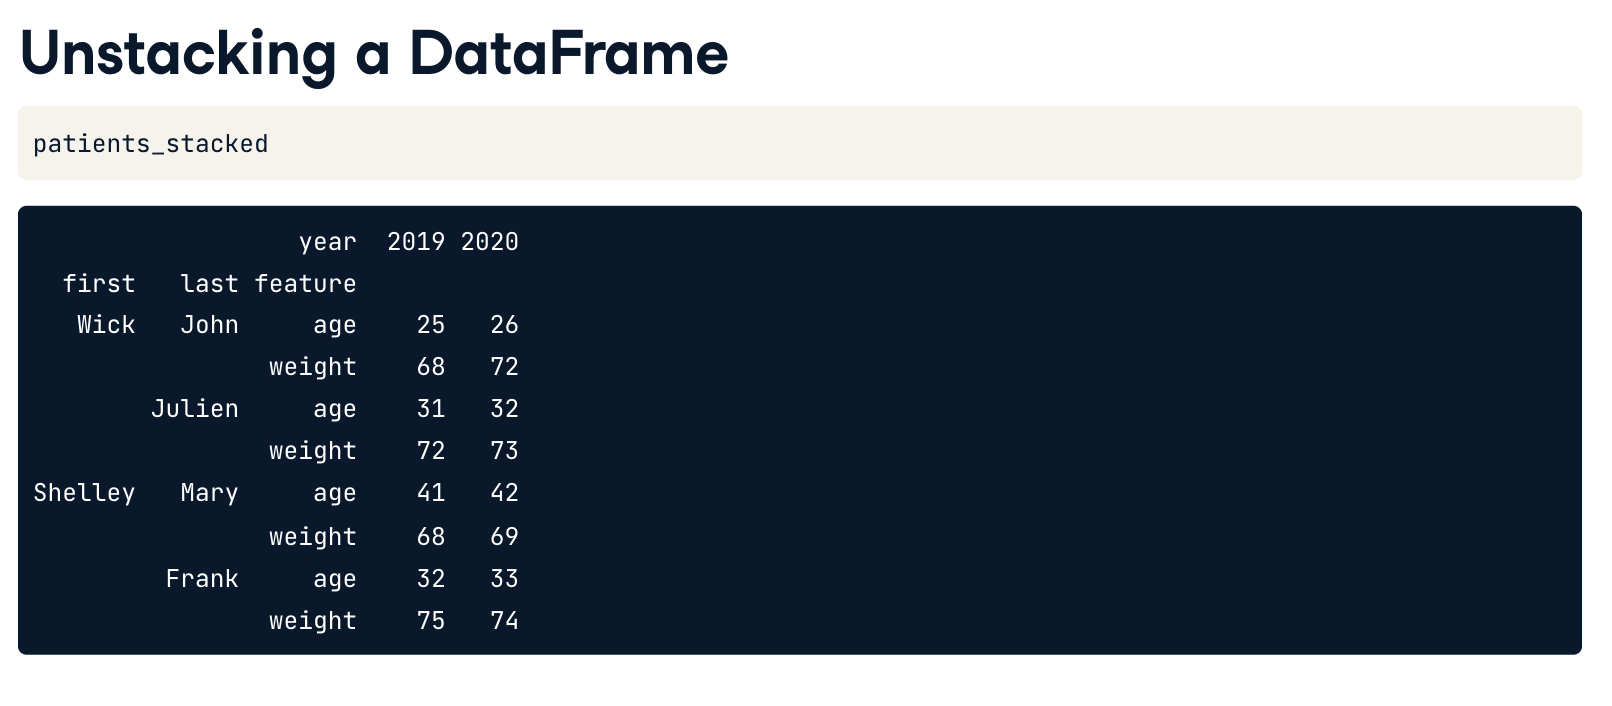 Unstacking a DataFrame
patients_stacked
year 2019 2020
first last feature
Wick John age 25 26
weight 68 72
Julien age 31 32
weight 72 73
Shelley Mary age 41 42
weight 68 69
Frank age 32 33
weight 75 74